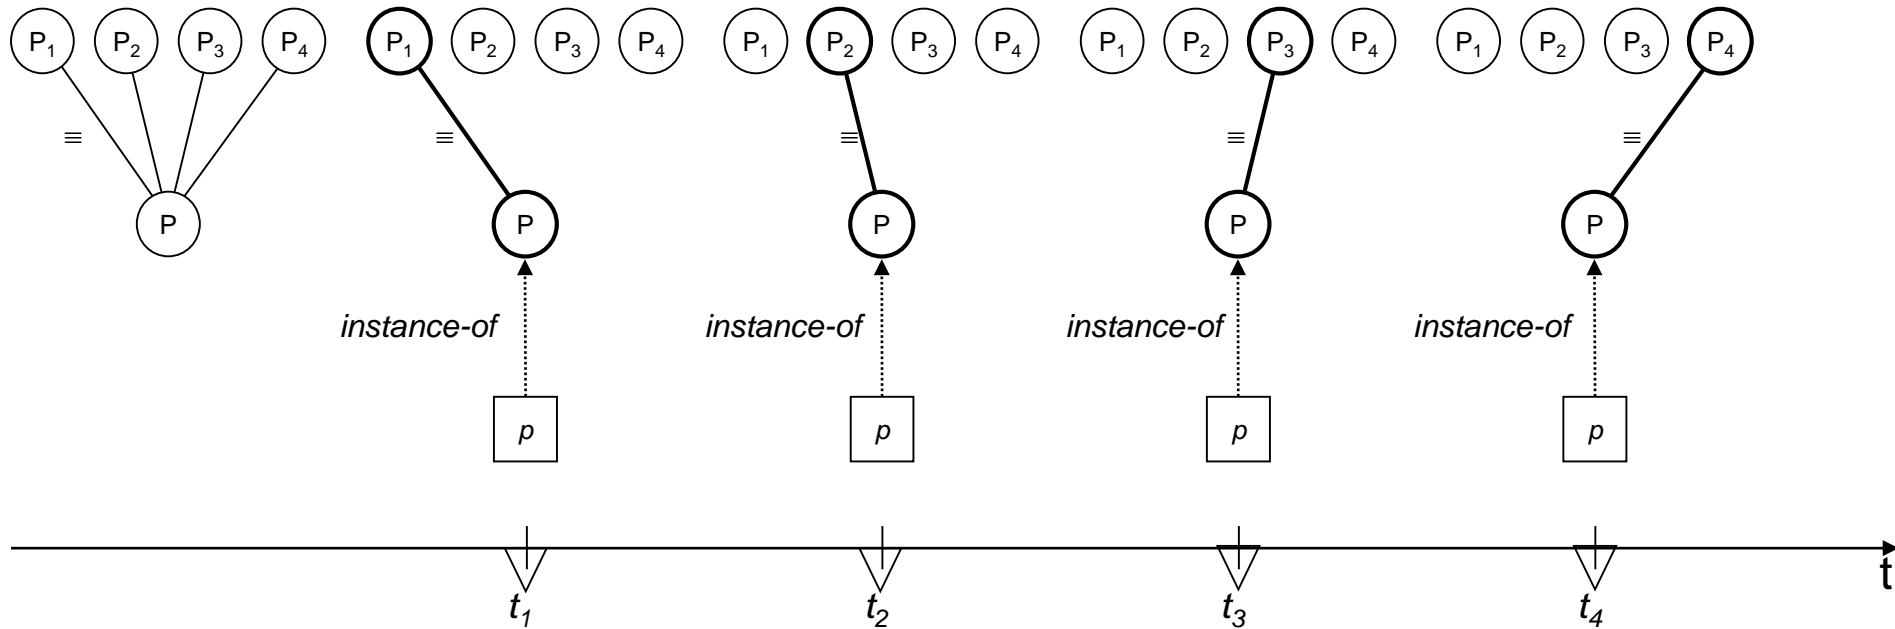 P1 P2 P3 P4 P1 P2 P3 P4 P1 P2 P3 P4 P1 P2 P3 P4 P1 P2 P3 P4
≡ ≡ ≡ ≡ ≡
P P P P P
instance-of instance-of instance-of instance-of
p p p p
t
t1 t2 t3 t4